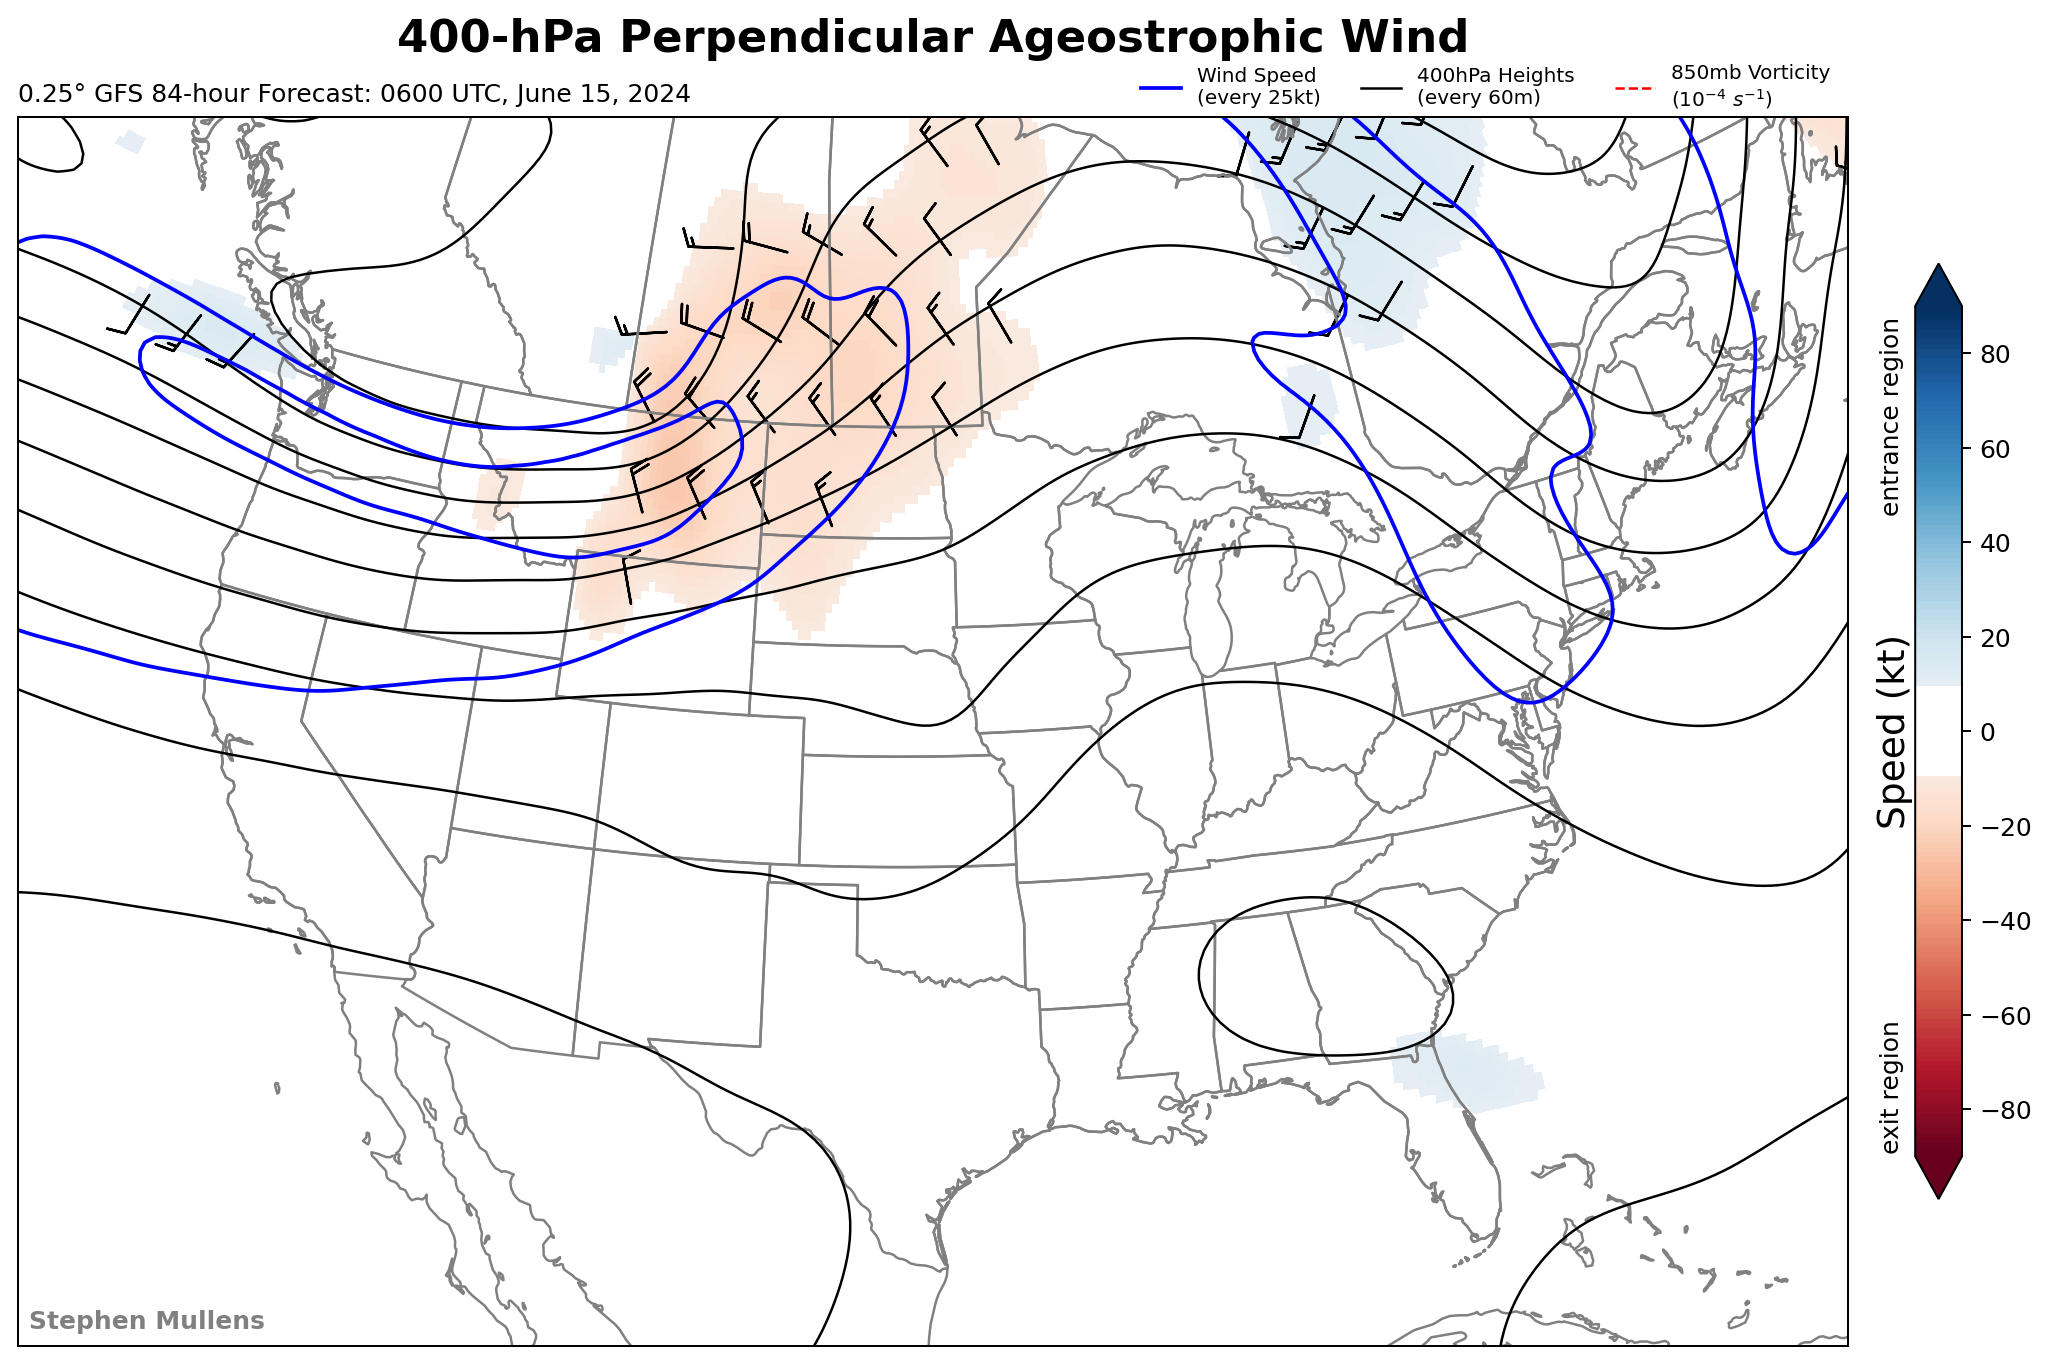 400-hPa Perpendicular Ageostrophic Wind
0.25° GFS 84-hour Forecast: 0600 UTC, June 15, 2024
Wind Speed
(every 25kt)
400hPa Heights
(every 60m)
850mb Vorticity
(10⁻⁴ s⁻¹)
entrance region
Speed (kt)
exit region
80
60
40
20
0
−20
−40
−60
−80
Stephen Mullens